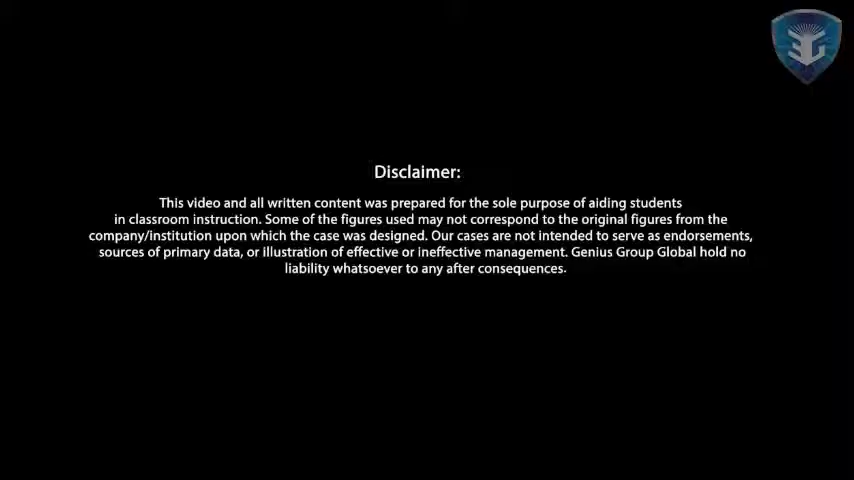 Disclaimer:
This video and all written content was prepared for the sole purpose of aiding students
in classroom instruction. Some of the figures used may not correspond to the original figures from the
company/institution upon which the case was designed. Our cases are not intended to serve as endorsements,
sources of primary data, or illustration of effective or ineffective management. Genius Group Global hold no
liability whatsoever to any after consequences.